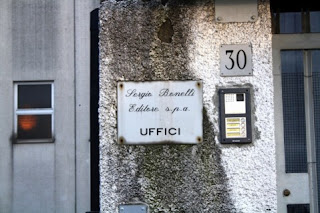 30
Sergio Bonelli
Editore s.p.a.
UFFICI